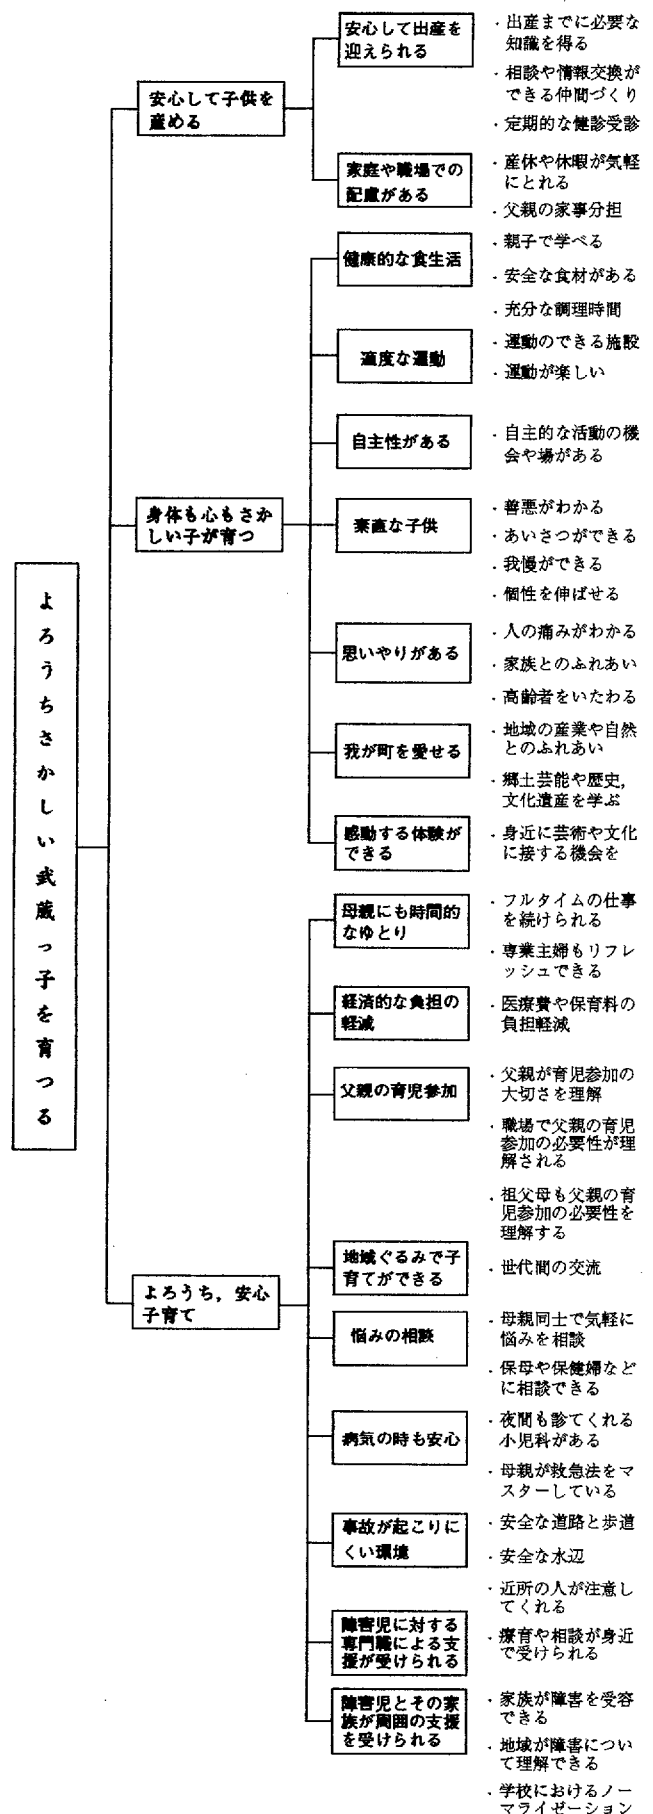 よろうちさかしい武蔵っ子を育つる
安心して子供を
産める
安心して出産を
迎えられる
・出産までに必要な
知識を得る
・相談や情報交換が
できる仲間づくり
・定期的な健診受診
家庭や職場での
配慮がある
・産休や休暇が気軽
にとれる
・父親の家事分担
身体も心もさか
しい子が育つ
健康的な食生活
・親子で学べる
・安全な食材がある
・充分な調理時間
適度な運動
・運動のできる施設
・運動が楽しい
自主性がある
・自主的な活動の機
会や場がある
素直な子供
・善悪がわかる
・あいさつができる
・我慢ができる
・個性を伸ばせる
思いやりがある
・人の痛みがわかる
・家族とのふれあい
・高齢者をいたわる
我が町を愛せる
・地域の産業や自然
とのふれあい
・郷土芸能や歴史，
文化遺産を学ぶ
感動する体験が
できる
・身近に芸術や文化
に接する機会を
よろうち，安心
子育て
母親にも時間的
なゆとり
・フルタイムの仕事
を続けられる
・専業主婦もリフレ
ッシュできる
経済的な負担の
軽減
・医療費や保育料の
負担軽減
父親の育児参加
・父親が育児参加の
大切さを理解
・職場で父親の育児
参加の必要性が理
解される
・祖父母も父親の育
児参加の必要性を
理解する
地域ぐるみで子
育てができる
・世代間の交流
悩みの相談
・母親同士で気軽に
悩みを相談
・保母や保健婦など
に相談できる
病気の時も安心
・夜間も診てくれる
小児科がある
・母親が救急法をマ
スターしている
事故が起こりに
くい環境
・安全な道路と歩道
・安全な水辺
・近所の人が注意し
てくれる
障害児に対する
専門職による支
援が受けられる
・療育や相談が身近
で受けられる
障害児とその家
族が周囲の支援
を受けられる
・家族が障害を受容
できる
・地域が障害につい
て理解できる
・学校におけるノー
マライゼーション